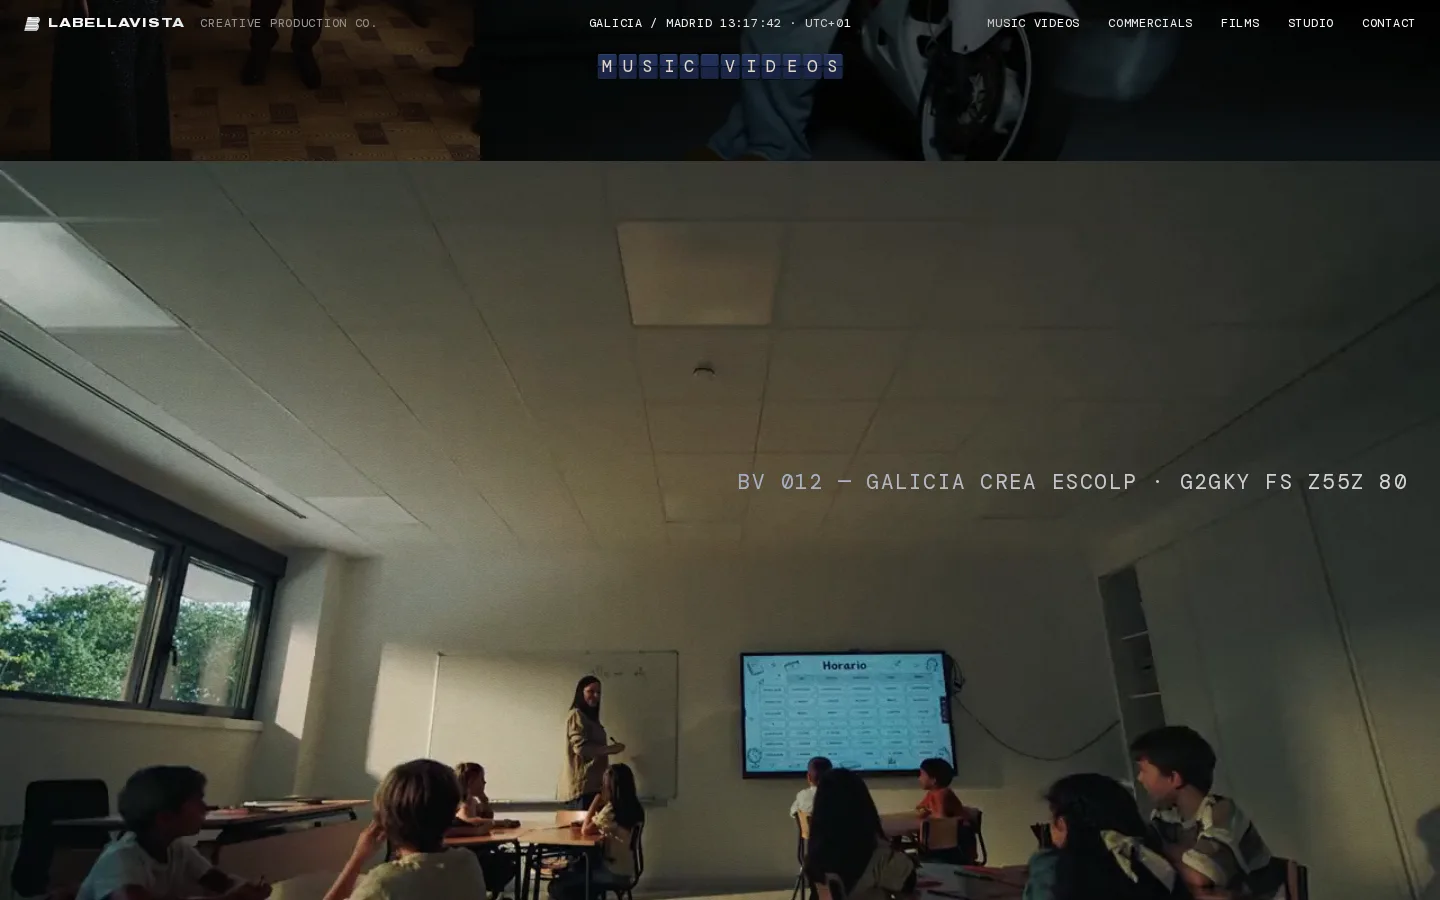 LABELLAVISTA CREATIVE PRODUCTION CO.
GALICIA / MADRID 13:17:42 · UTC+01
MUSIC VIDEOS COMMERCIALS FILMS STUDIO CONTACT
MUSIC VIDEOS
BV 012 — GALICIA CREA ESCOLP · G2GKY FS Z55Z 80
Horario